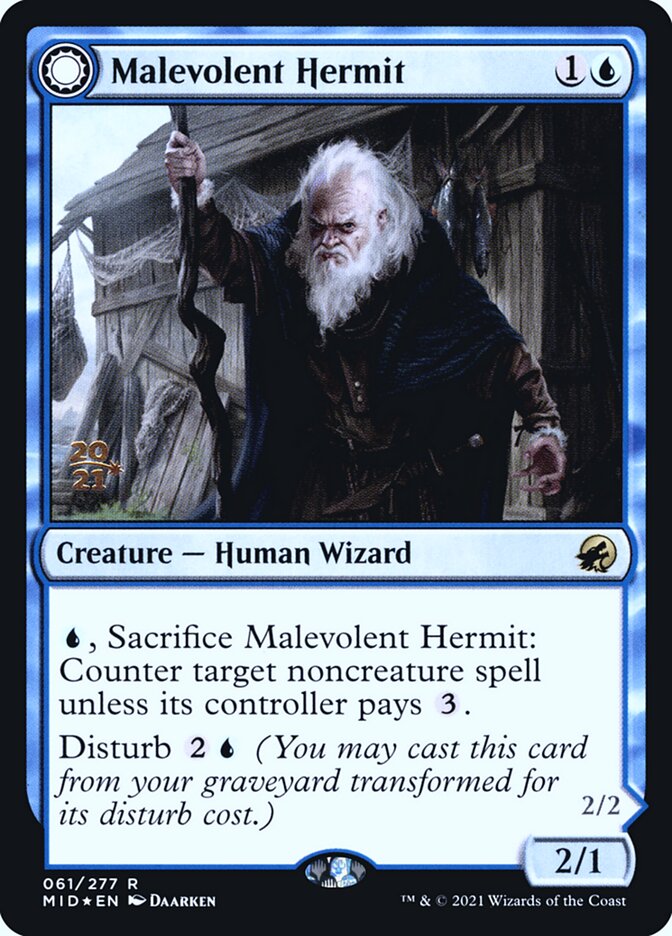 Malevolent Hermit 1
20
21
Creature — Human Wizard
, Sacrifice Malevolent Hermit:
Counter target noncreature spell
unless its controller pays 3.
Disturb 2 (You may cast this card
from your graveyard transformed for
its disturb cost.)
2/2
2/1
061/277 R
MID★EN DAARKEN
™ & © 2021 Wizards of the Coast